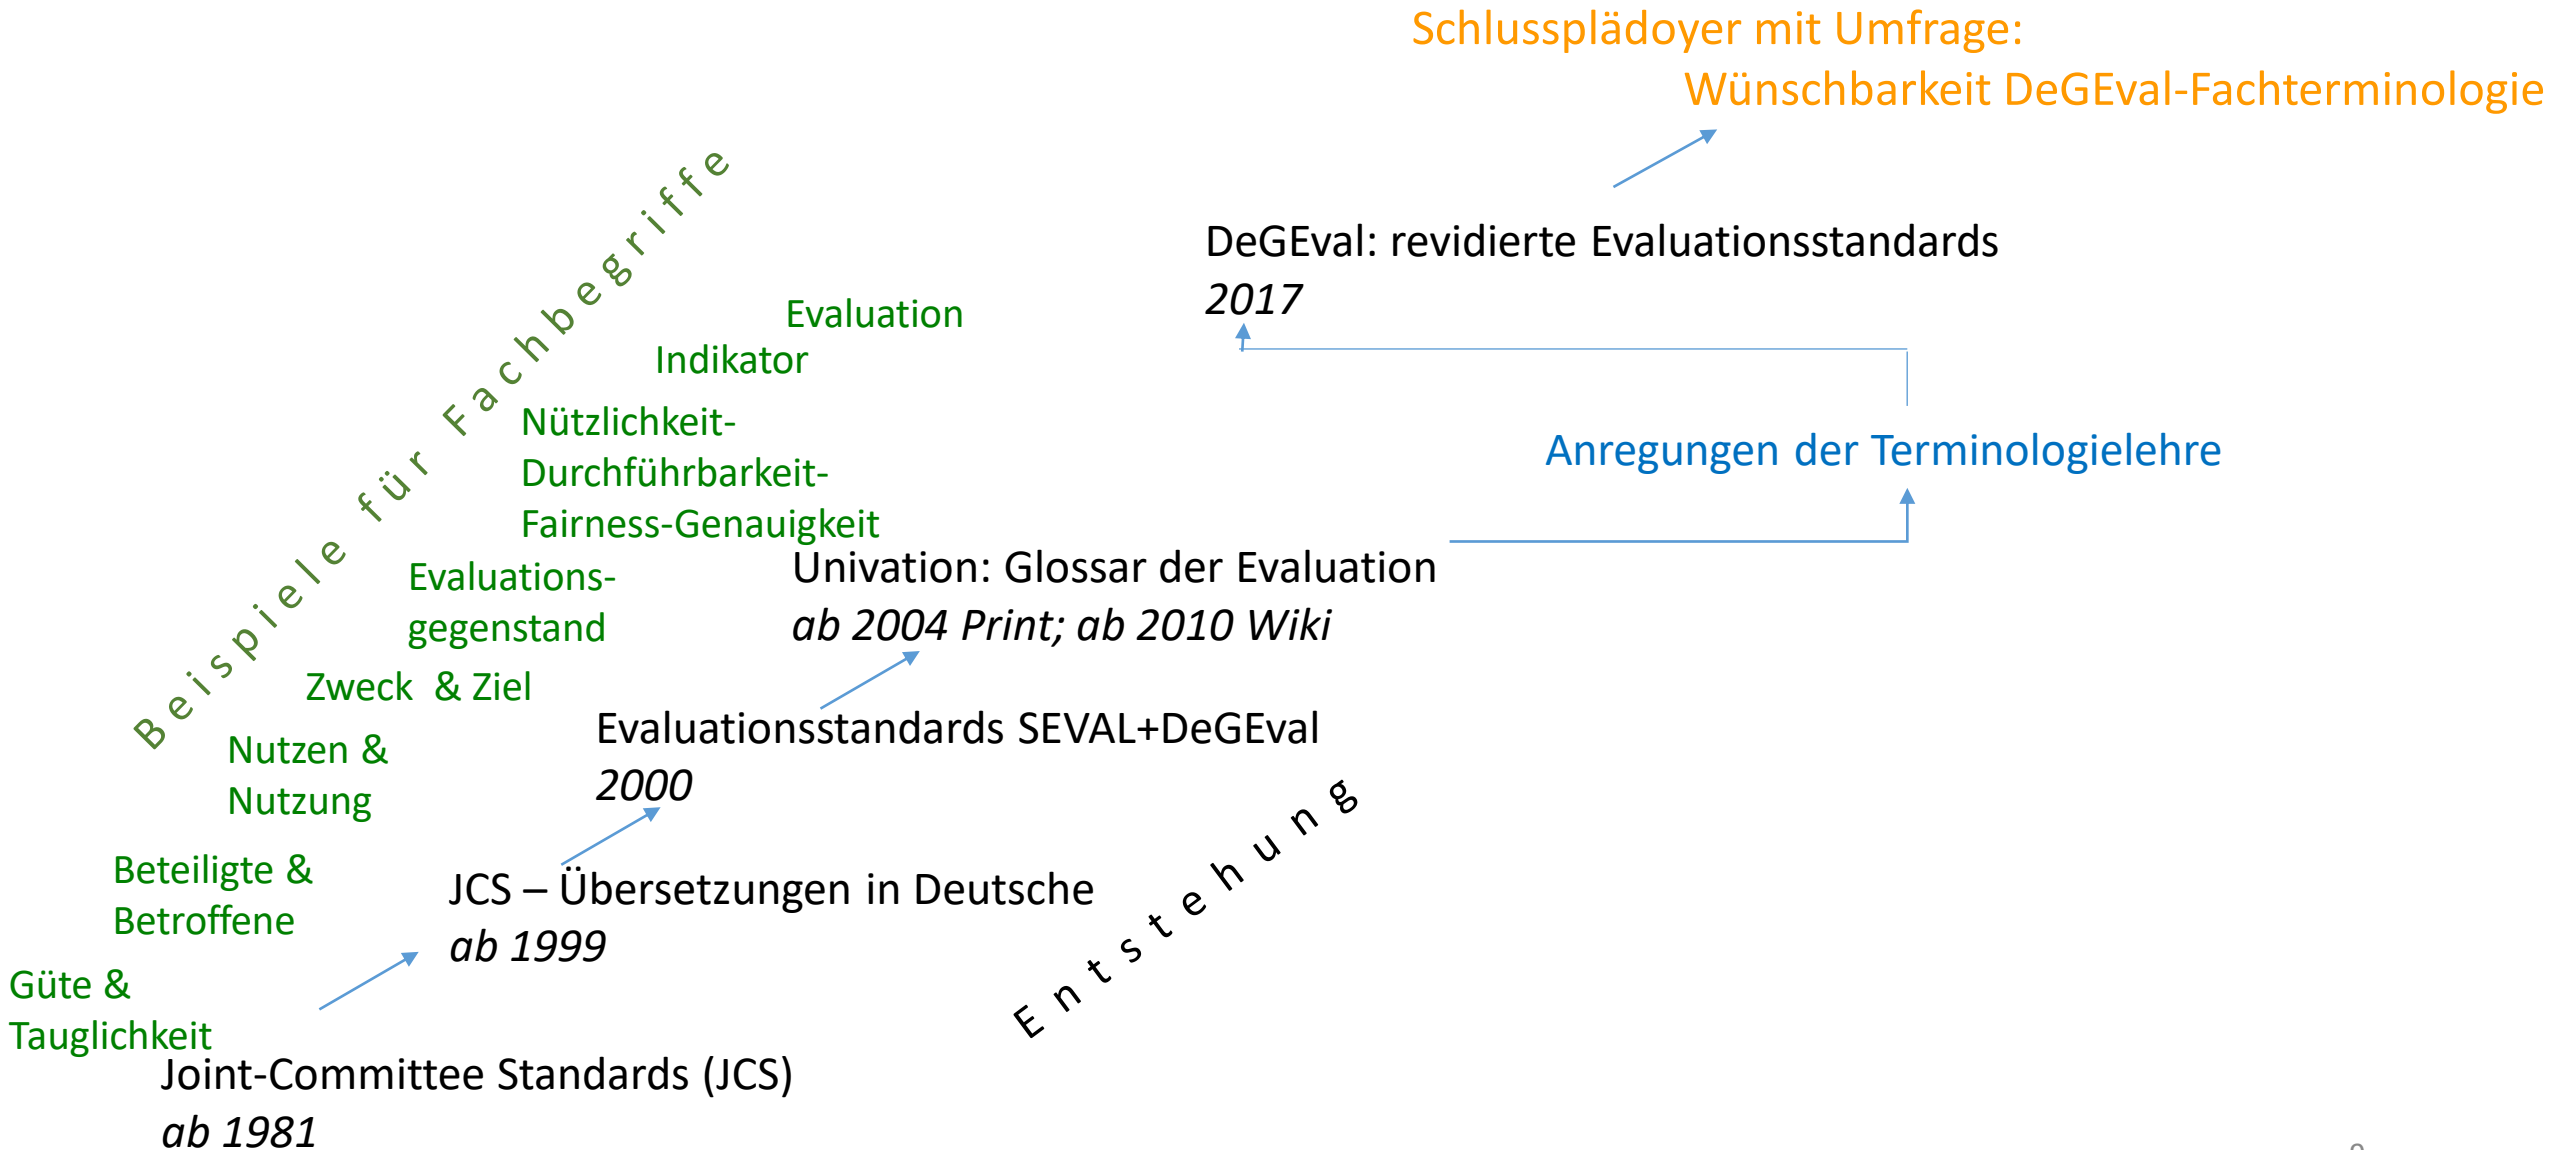 Schlussplädoyer mit Umfrage:
Wünschbarkeit DeGEval-Fachterminologie
DeGEval: revidierte Evaluationsstandards
2017
Anregungen der Terminologielehre
Beispiele für Fachbegriffe
Evaluation
Indikator
Nützlichkeit-
Durchführbarkeit-
Fairness-Genauigkeit
Evaluations-
gegenstand
Zweck & Ziel
Nutzen &
Nutzung
Beteiligte &
Betroffene
Güte &
Tauglichkeit
Univation: Glossar der Evaluation
ab 2004 Print; ab 2010 Wiki
Evaluationsstandards SEVAL+DeGEval
2000
JCS – Übersetzungen in Deutsche
ab 1999
Joint-Committee Standards (JCS)
ab 1981
Entstehung